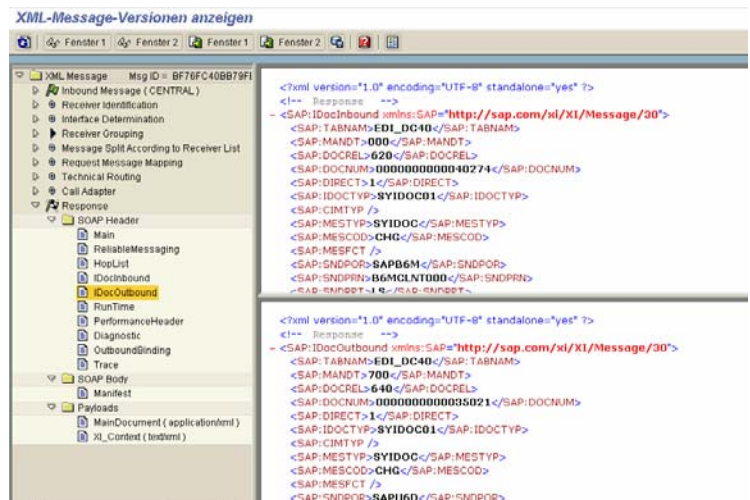 XML-Message-Versionen anzeigen
Fenster 1 Fenster 2 Fenster 1 Fenster 2
XML Message Msg ID = BF76FC40BB79FI
Inbound Message ( CENTRAL )
Receiver Identification
Interface Determination
Receiver Grouping
Message Split According to Receiver List
Request Message Mapping
Technical Routing
Call Adapter
Response
SOAP Header
Main
ReliableMessaging
HopList
IDocInbound
IDocOutbound
RunTime
PerformanceHeader
Diagnostic
OutboundBinding
Trace
SOAP Body
Manifest
Payloads
MainDocument ( application/xml )
XI_Context ( text/xml )
<?xml version="1.0" encoding="UTF-8" standalone="yes" ?>
<!-- Response -->
- <SAP:IDocInbound xmlns:SAP="http://sap.com/xi/XI/Message/30">
<SAP:TABNAM>EDI_DC40</SAP:TABNAM>
<SAP:MANDT>000</SAP:MANDT>
<SAP:DOCREL>620</SAP:DOCREL>
<SAP:DOCNUM>0000000000040274</SAP:DOCNUM>
<SAP:DIRECT>1</SAP:DIRECT>
<SAP:IDOCTYP>SYIDOC01</SAP:IDOCTYP>
<SAP:CIMTYP />
<SAP:MESTYP>SYIDOC</SAP:MESTYP>
<SAP:MESCOD>CHG</SAP:MESCOD>
<SAP:MESFCT />
<SAP:SNDPOR>SAPB6M</SAP:SNDPOR>
<SAP:SNDPRN>B6MCLNT000</SAP:SNDPRN>
<SAP:SNDPRT>LS</SAP:SNDPRT>
<?xml version="1.0" encoding="UTF-8" standalone="yes" ?>
<!-- Response -->
- <SAP:IDocOutbound xmlns:SAP="http://sap.com/xi/XI/Message/30">
<SAP:TABNAM>EDI_DC40</SAP:TABNAM>
<SAP:MANDT>700</SAP:MANDT>
<SAP:DOCREL>640</SAP:DOCREL>
<SAP:DOCNUM>0000000000035021</SAP:DOCNUM>
<SAP:DIRECT>1</SAP:DIRECT>
<SAP:IDOCTYP>SYIDOC01</SAP:IDOCTYP>
<SAP:CIMTYP />
<SAP:MESTYP>SYIDOC</SAP:MESTYP>
<SAP:MESCOD>CHG</SAP:MESCOD>
<SAP:MESFCT />
<SAP:SNDPOR>SAPU6D</SAP:SNDPOR>